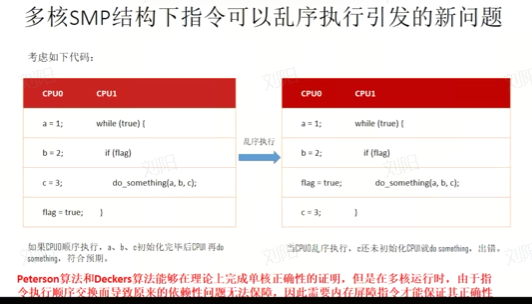 多核SMP结构下指令可以乱序执行引发的新问题
考虑如下代码：
CPU0 CPU1
a = 1; while (true) {
b = 2; if (flag)
c = 3; do_something(a, b, c);
flag = true; }
乱序执行
CPU0 CPU1
a = 1; while (true) {
b = 2; if (flag)
flag = true; do_something(a, b, c);
c = 3; }
如果CPU0顺序执行，a、b、c初始化完毕后CPU1再do
something，符合预期。
当CPU0乱序执行，c还未初始化CPU1就do something，出错。
Peterson算法和Deckers算法能够在理论上完成单核正确性的证明，但是在多核运行时，由于指
令执行顺序交换而导致原来的依赖性问题无法保障，因此需要内存屏障指令才能保证其正确性
刘阳
刘阳
刘阳